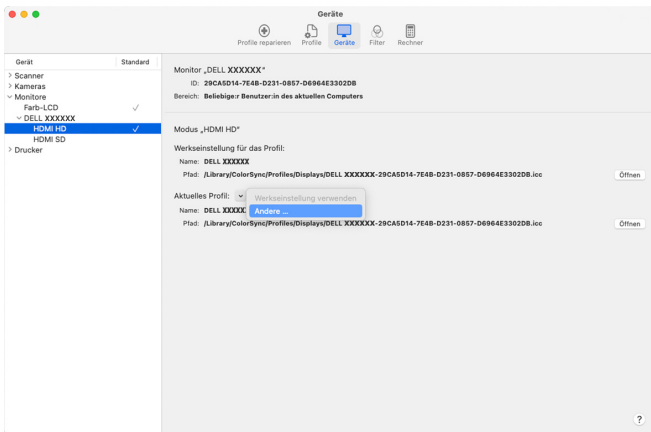 Geräte
Profile reparieren Profile Geräte Filter Rechner
Gerät Standard
Scanner
Kameras
Monitore
Farb-LCD
DELL XXXXXX
HDMI HD
HDMI SD
Drucker
Monitor „DELL XXXXXX"
ID: 29CA5D14-7E4B-D231-0857-D6964E3302DB
Bereich: Beliebige:r Benutzer:in des aktuellen Computers
Modus „HDMI HD"
Werkseinstellung für das Profil:
Name: DELL XXXXXX
Pfad: /Library/ColorSync/Profiles/Displays/DELL XXXXXX-29CA5D14-7E4B-D231-0857-D6964E3302DB.icc Öffnen
Aktuelles Profil: Werkseinstellung verwenden
Name: DELL XXXXX Andere ...
Pfad: /Library/ColorSync/Profiles/Displays/DELL XXXXXX-29CA5D14-7E4B-D231-0857-D6964E3302DB.icc Öffnen
?